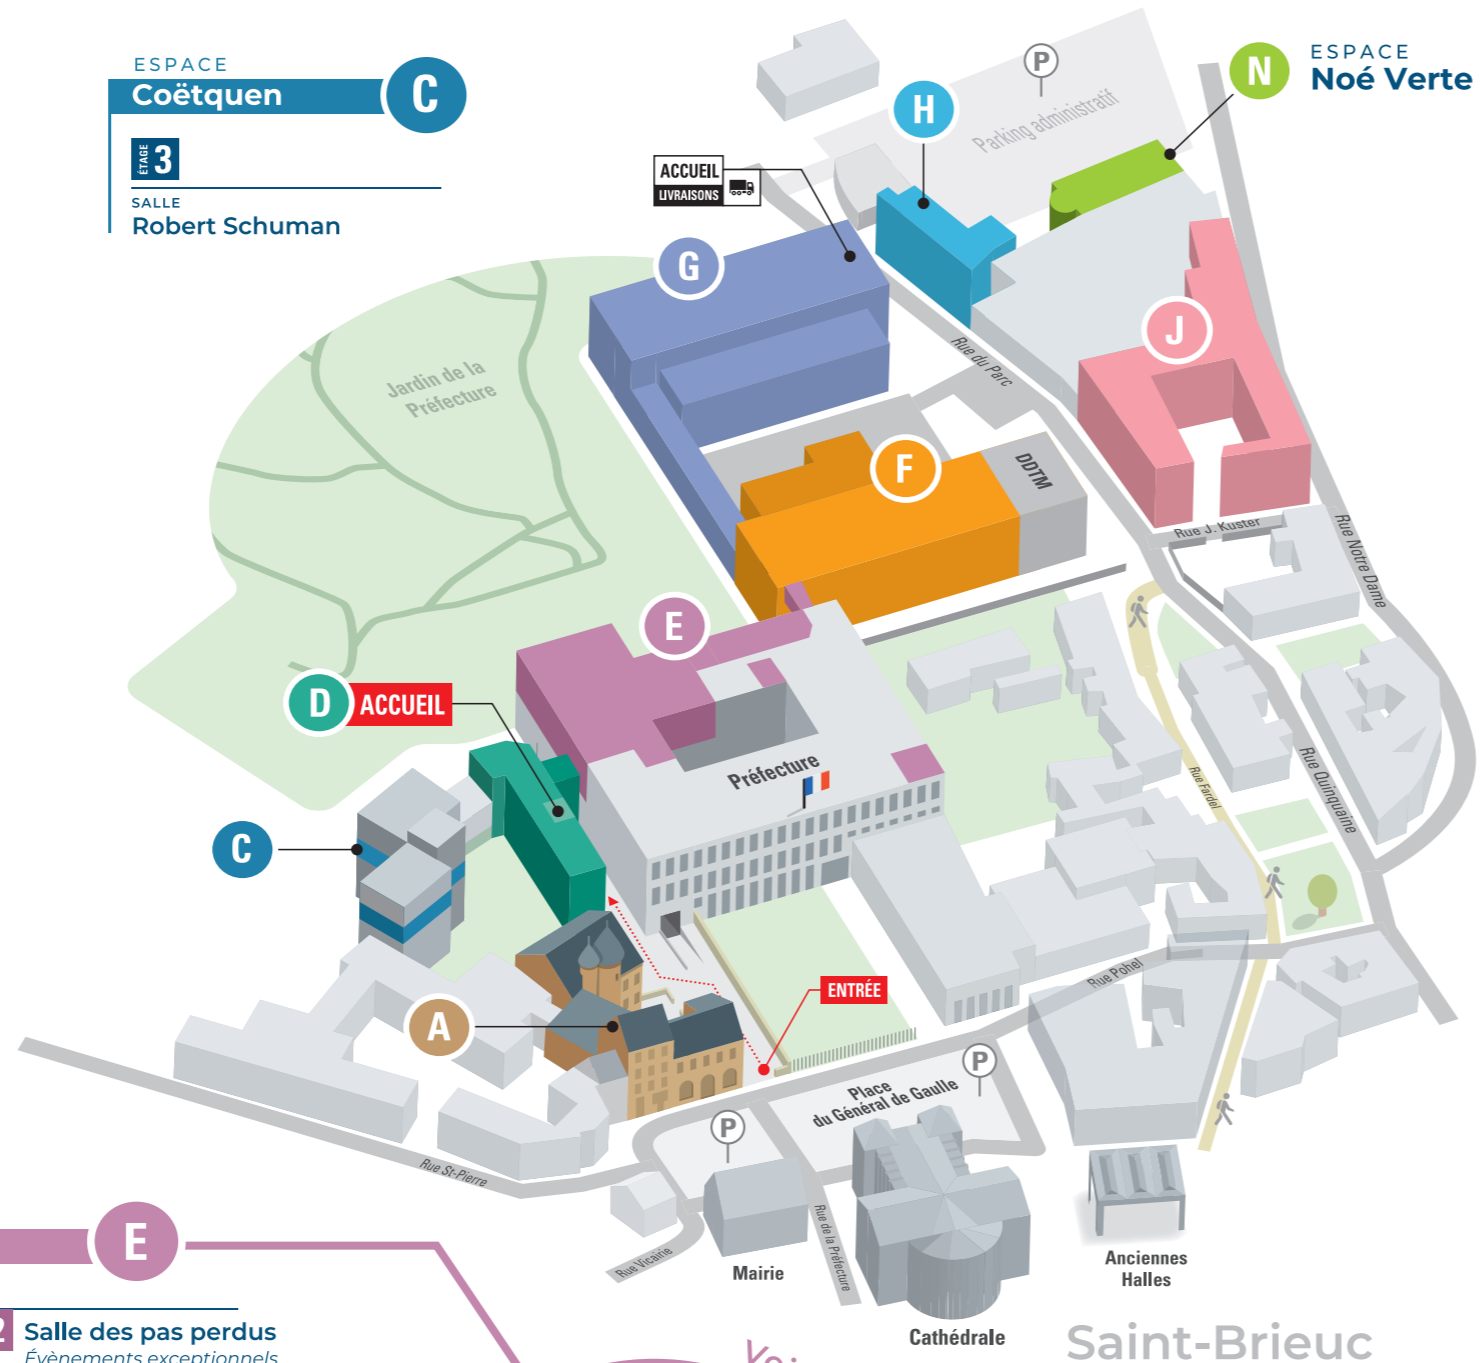 ESPACE
Coëtquen
C
ÉTAGE 3
SALLE
Robert Schuman
P
Parking administratif
N
ESPACE
Noé Verte
H
ACCUEIL
LIVRAISONS
G
J
Jardin de la
Préfecture
Rue du Parc
F
DDTM
Rue J. Kuster
Rue Notre Dame
E
D
ACCUEIL
Préfecture
Rue Fardel
Rue Quinquaine
C
A
ENTRÉE
Rue Pohel
P
Place
du Général de Gaulle
P
Rue St-Pierre
Rue Vicairie
Mairie
Rue de la Préfecture
Cathédrale
Anciennes
Halles
E
2 Salle des pas perdus
Évènements exceptionnels
Saint-Brieuc